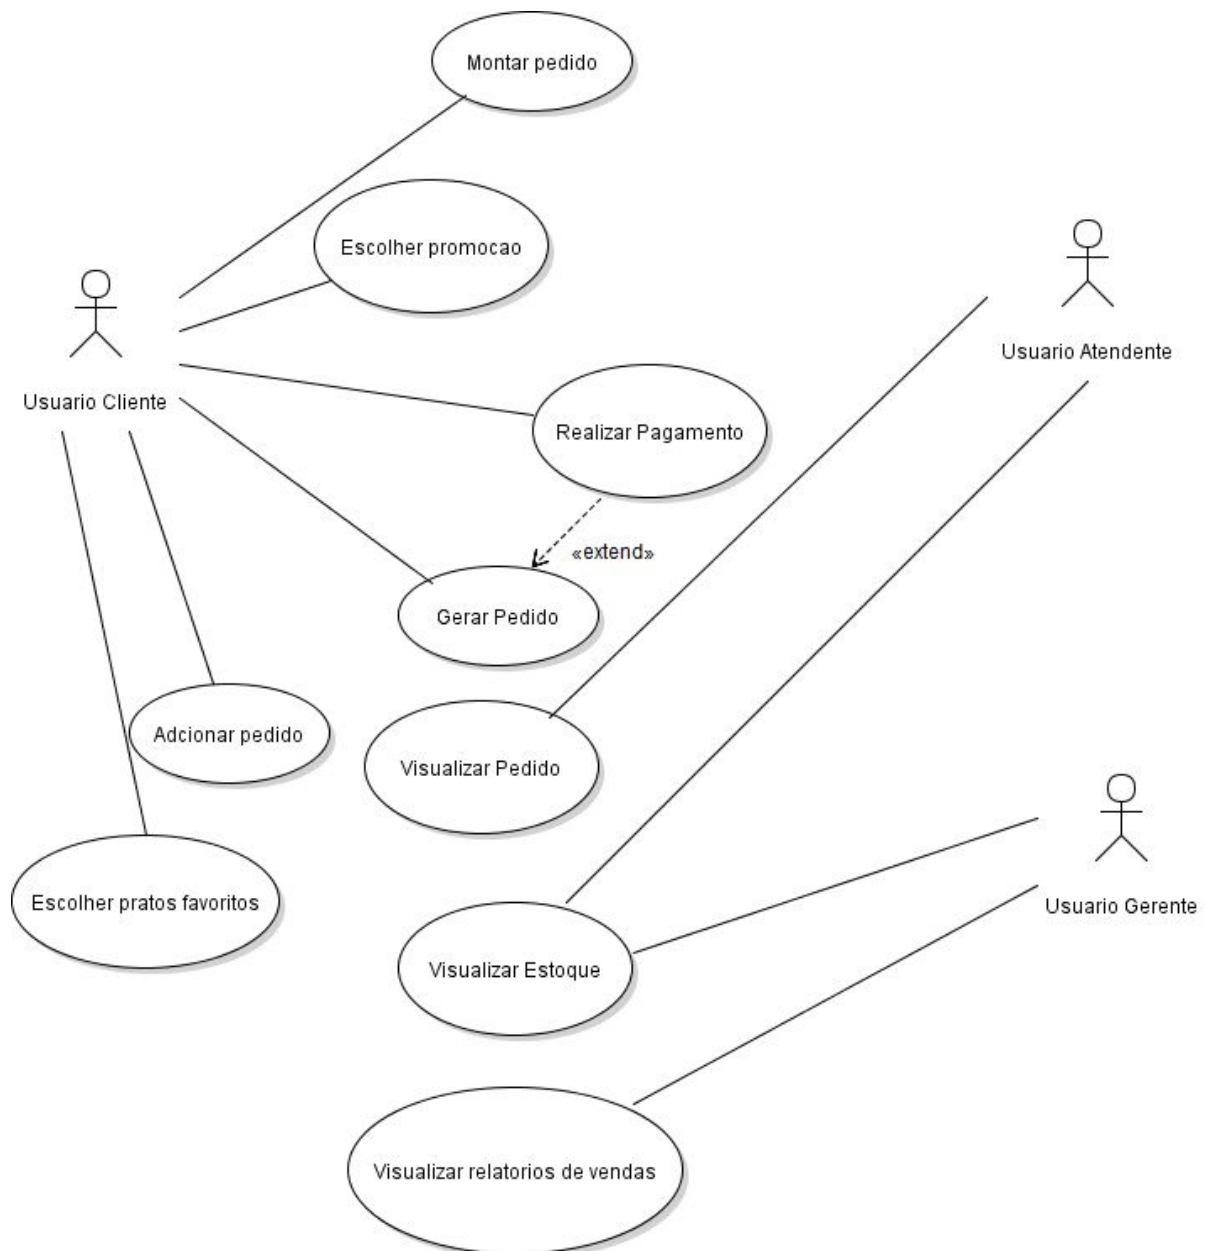 Montar pedido
Escolher promocao
Usuario Atendente
Usuario Cliente
Realizar Pagamento
«extend»
Gerar Pedido
Adcionar pedido
Visualizar Pedido
Escolher pratos favoritos
Usuario Gerente
Visualizar Estoque
Visualizar relatorios de vendas